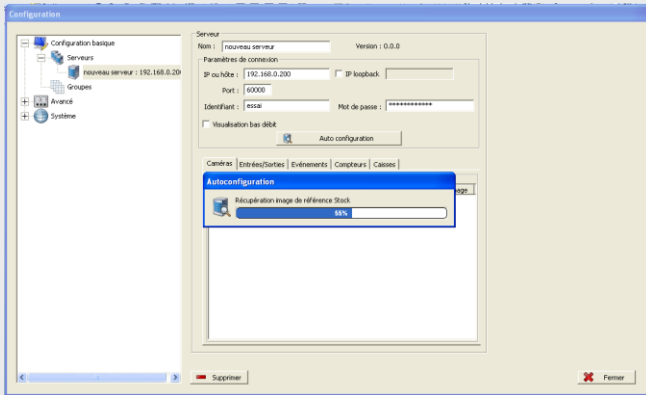 Configuration
Configuration basique
Serveurs
nouveau serveur : 192.168.0.20
Groupes
Avancé
Système
Serveur
Nom : nouveau serveur Version : 0.0.0
Paramètres de connexion
IP ou hôte : 192.168.0.200 IP loopback
Port : 60000
Identifiant : essai Mot de passe : ************
Visualisation bas débit
Auto configuration
Caméras Entrées/Sorties Evénements Compteurs Caisses
Autoconfiguration
Récupération image de référence Stock
55%
Supprimer
Fermer